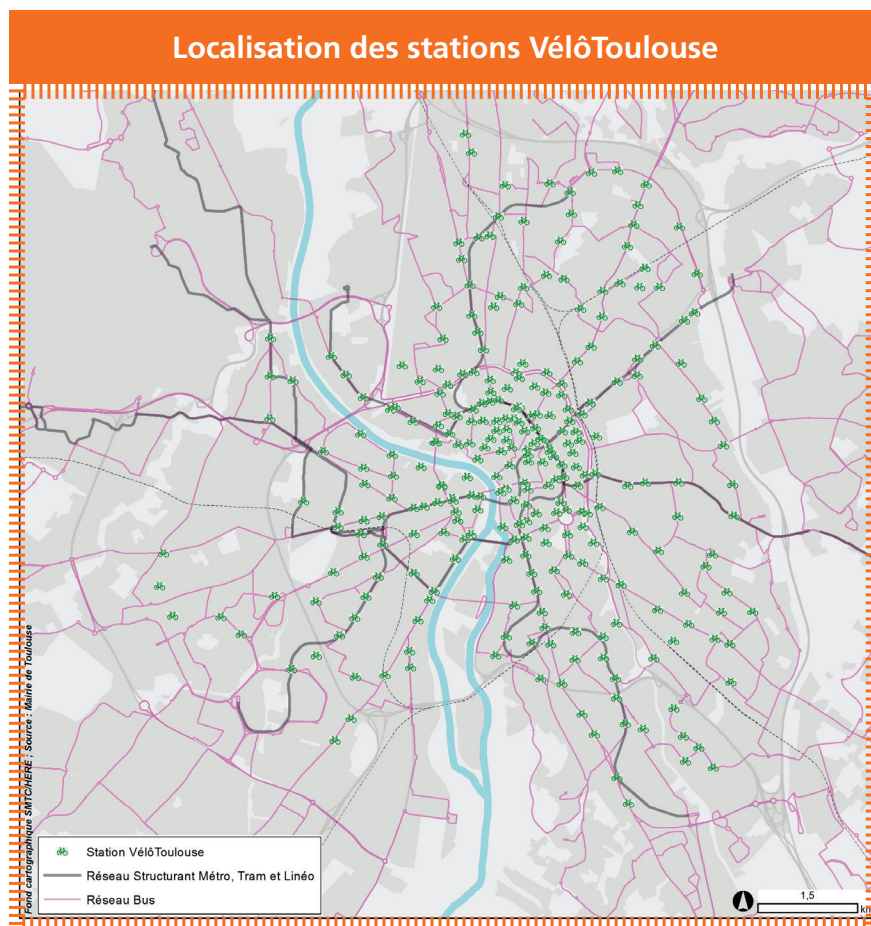 Localisation des stations VélôToulouse
Fond cartographique SMTC/HERE ; Source : Mairie de Toulouse
Station VélôToulouse
Réseau Structurant Métro, Tram et Linéo
Réseau Bus
1,5
km